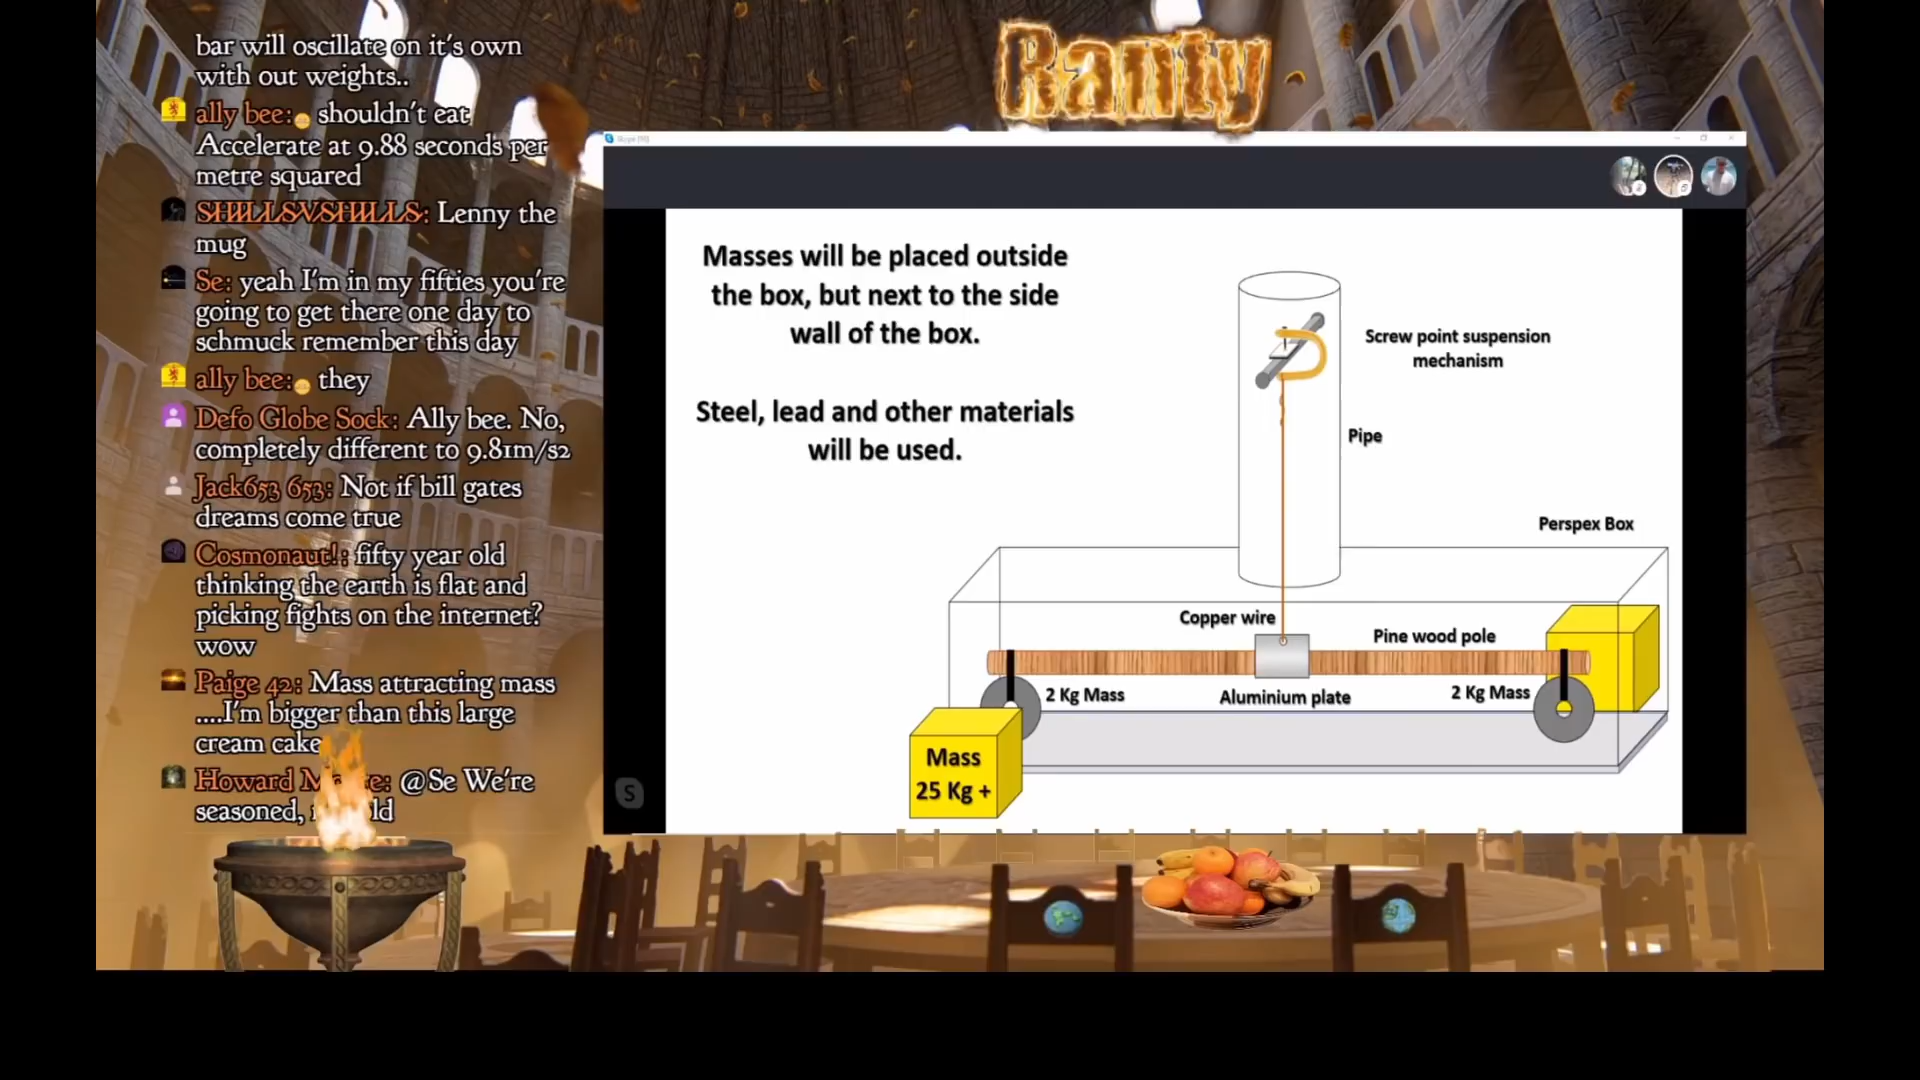 bar will oscillate on it's own
with out weights..
ally bee: shouldn't eat
Accelerate at 9.88 seconds per
metre squared
SHILLSVSHILLS: Lenny the
mug
Se: yeah I'm in my fifties you're
going to get there one day to
schmuck remember this day
ally bee: they
Defo Globe Sock: Ally bee. No,
completely different to 9.81m/s2
Jack653 653: Not if bill gates
dreams come true
Cosmonaut!: fifty year old
thinking the earth is flat and
picking fights on the internet?
wow
Paige 42: Mass attracting mass
....I'm bigger than this large
cream cake
Howard @Se We're
seasoned,
Ranty
Masses will be placed outside
the box, but next to the side
wall of the box.
Steel, lead and other materials
will be used.
Screw point suspension
mechanism
Pipe
Perspex Box
Copper wire
Pine wood pole
2 Kg Mass
Aluminium plate
2 Kg Mass
Mass
25 Kg +
S